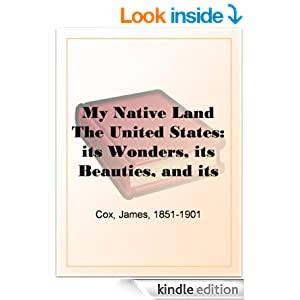 Look inside
My Native Land
The United States:
its Wonders, its
Beauties, and its
Cox, James, 1851-1901
kindle edition